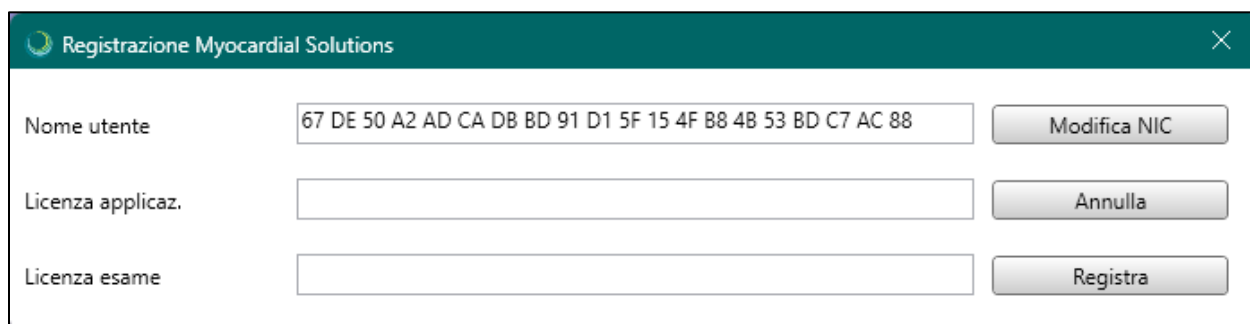 Registrazione Myocardial Solutions
Nome utente 67 DE 50 A2 AD CA DB BD 91 D1 5F 15 4F B8 4B 53 BD C7 AC 88 Modifica NIC
Licenza applicaz. Annulla
Licenza esame Registra